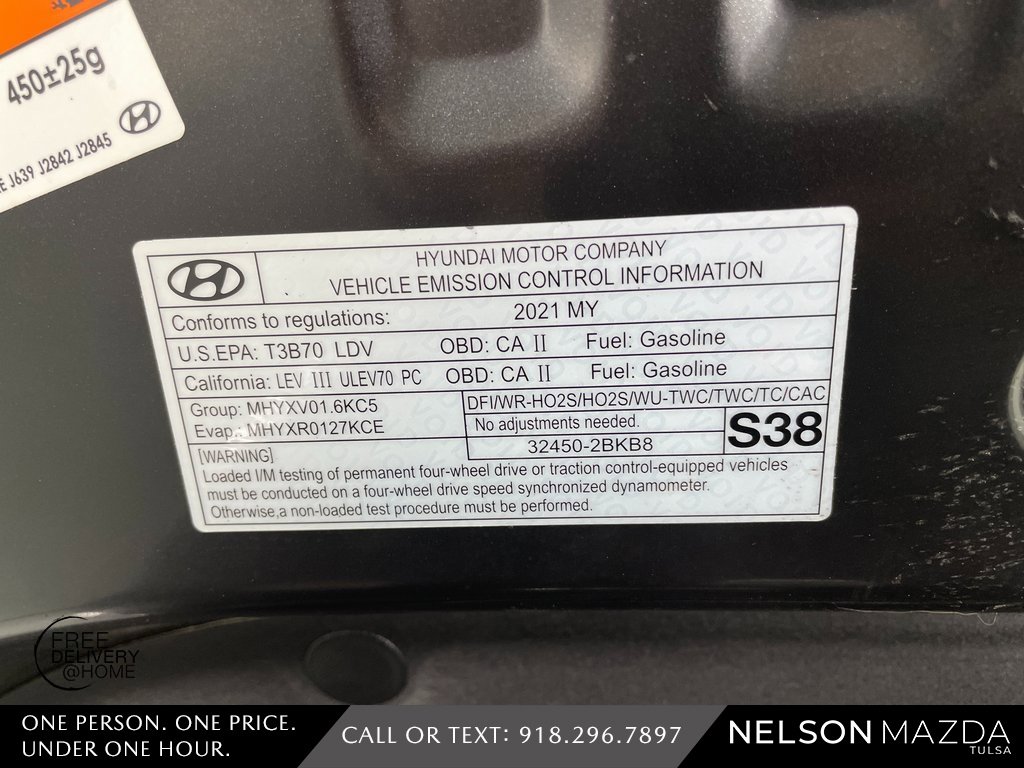 450±25g
J639 J2842 J2845
HYUNDAI MOTOR COMPANY
VEHICLE EMISSION CONTROL INFORMATION
Conforms to regulations: 2021 MY
U.S.EPA: T3B70 LDV OBD: CA II Fuel: Gasoline
California: LEV III ULEV70 PC OBD: CA II Fuel: Gasoline
Group: MHYXV01.6KC5
Evap.: MHYXR0127KCE
DFI/WR-HO2S/HO2S/WU-TWC/TWC/TC/CAC
No adjustments needed.
32450-2BKB8
S38
[WARNING]
Loaded I/M testing of permanent four-wheel drive or traction control-equipped vehicles
must be conducted on a four-wheel drive speed synchronized dynamometer.
Otherwise,a non-loaded test procedure must be performed.
FREE
DELIVERY
@HOME
ONE PERSON. ONE PRICE.
UNDER ONE HOUR.
CALL OR TEXT: 918.296.7897
NELSON MAZDA
TULSA